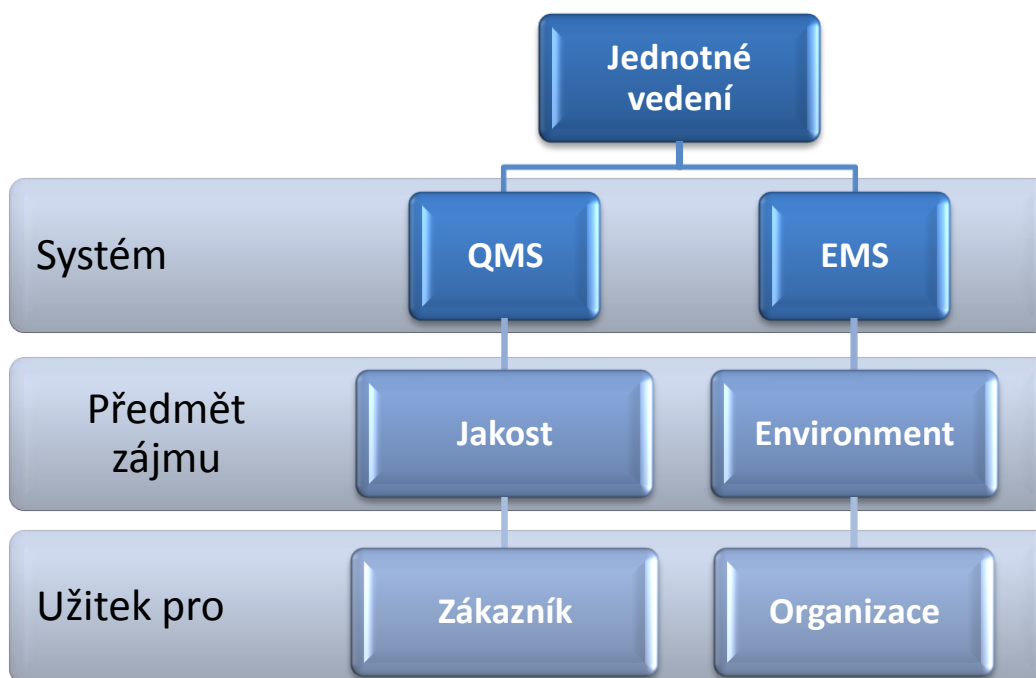 Jednotné
vedení
Systém
QMS
EMS
Předmět
zájmu
Jakost
Environment
Užitek pro
Zákazník
Organizace